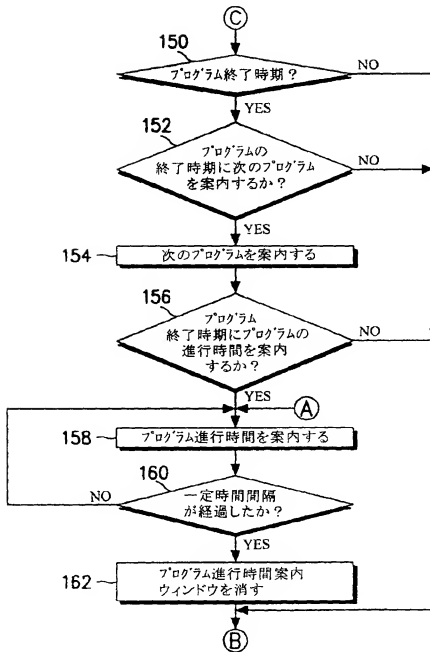 C
150
プログラム終了時期？
NO
YES
152
プログラムの
終了時期に次のプログラム
を案内するか？
NO
YES
154
次のプログラムを案内する
156
プログラム
終了時期にプログラムの
進行時間を案内
するか？
NO
YES
A
158
プログラム進行時間を案内する
160
一定時間間隔
が経過したか？
NO
YES
162
プログラム進行時間案内
ウィンドウを消す
B